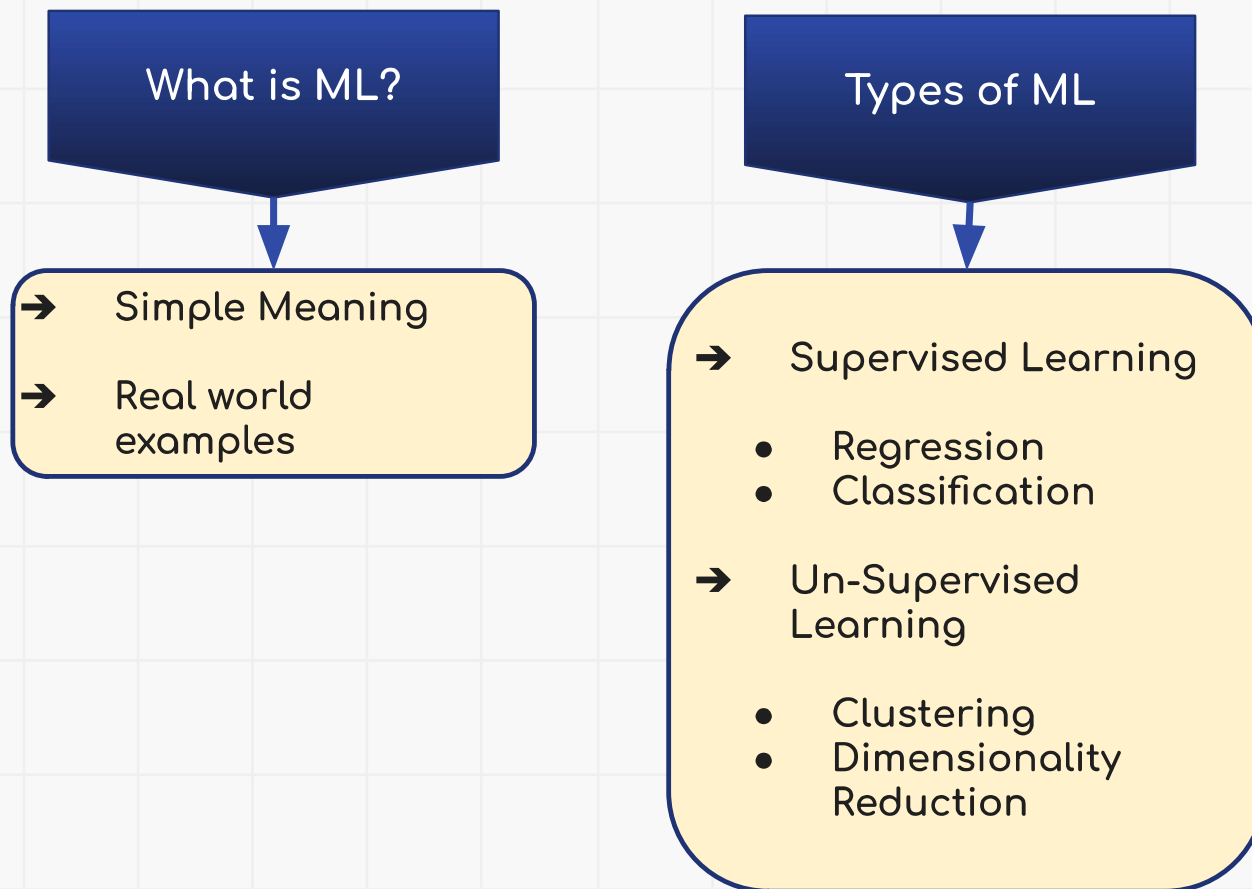 What is ML?
➔ Simple Meaning
➔ Real world
examples
Types of ML
➔ Supervised Learning
● Regression
● Classification
➔ Un-Supervised
Learning
● Clustering
● Dimensionality
Reduction